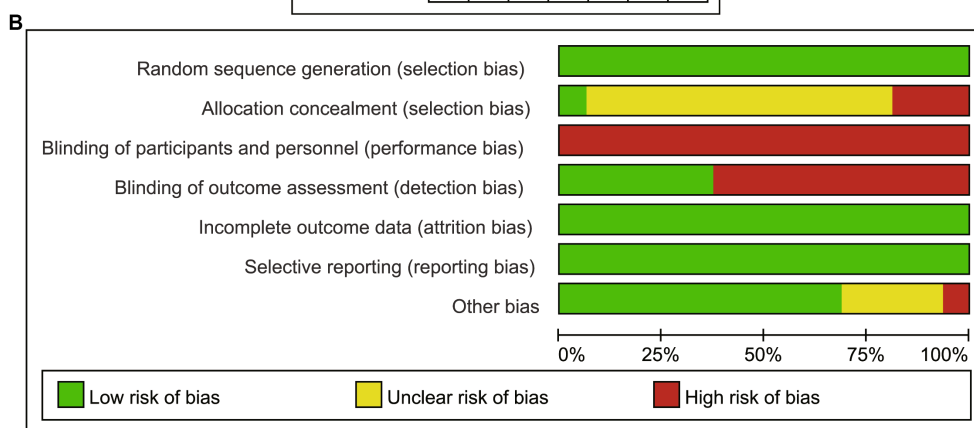 B
Random sequence generation (selection bias)
Allocation concealment (selection bias)
Blinding of participants and personnel (performance bias)
Blinding of outcome assessment (detection bias)
Incomplete outcome data (attrition bias)
Selective reporting (reporting bias)
Other bias
0% 25% 50% 75% 100%
Low risk of bias Unclear risk of bias High risk of bias